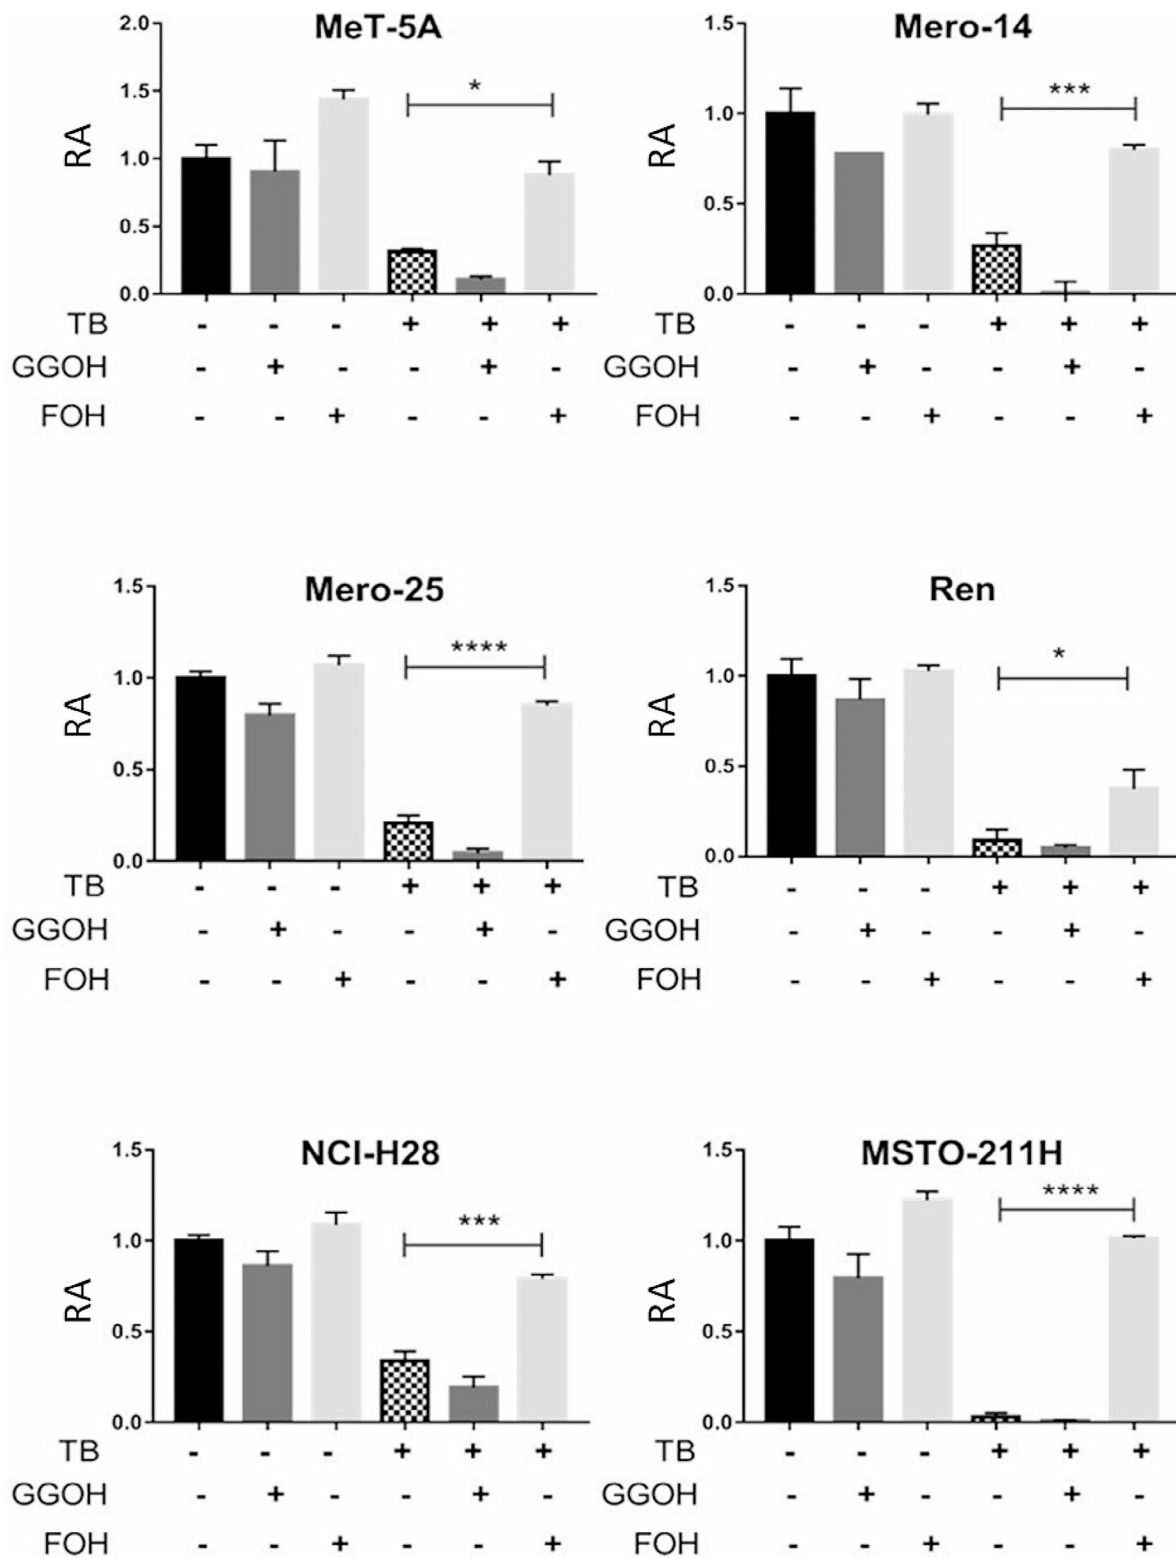 MeT-5A
2.0
1.5
1.0
0.5
0.0
RA
*
TB - - - + + +
GGOH - + - - + -
FOH - - + - - +
Mero-14
1.5
1.0
0.5
0.0
RA
***
TB - - - + + +
GGOH - + - - + -
FOH - - + - - +
Mero-25
1.5
1.0
0.5
0.0
RA
****
TB - - - + + +
GGOH - + - - + -
FOH - - + - - +
Ren
1.5
1.0
0.5
0.0
RA
*
TB - - - + + +
GGOH - + - - + -
FOH - - + - - +
NCI-H28
1.5
1.0
0.5
0.0
RA
***
TB - - - + + +
GGOH - + - - + -
FOH - - + - - +
MSTO-211H
1.5
1.0
0.5
0.0
RA
****
TB - - - + + +
GGOH - + - - + -
FOH - - + - - +